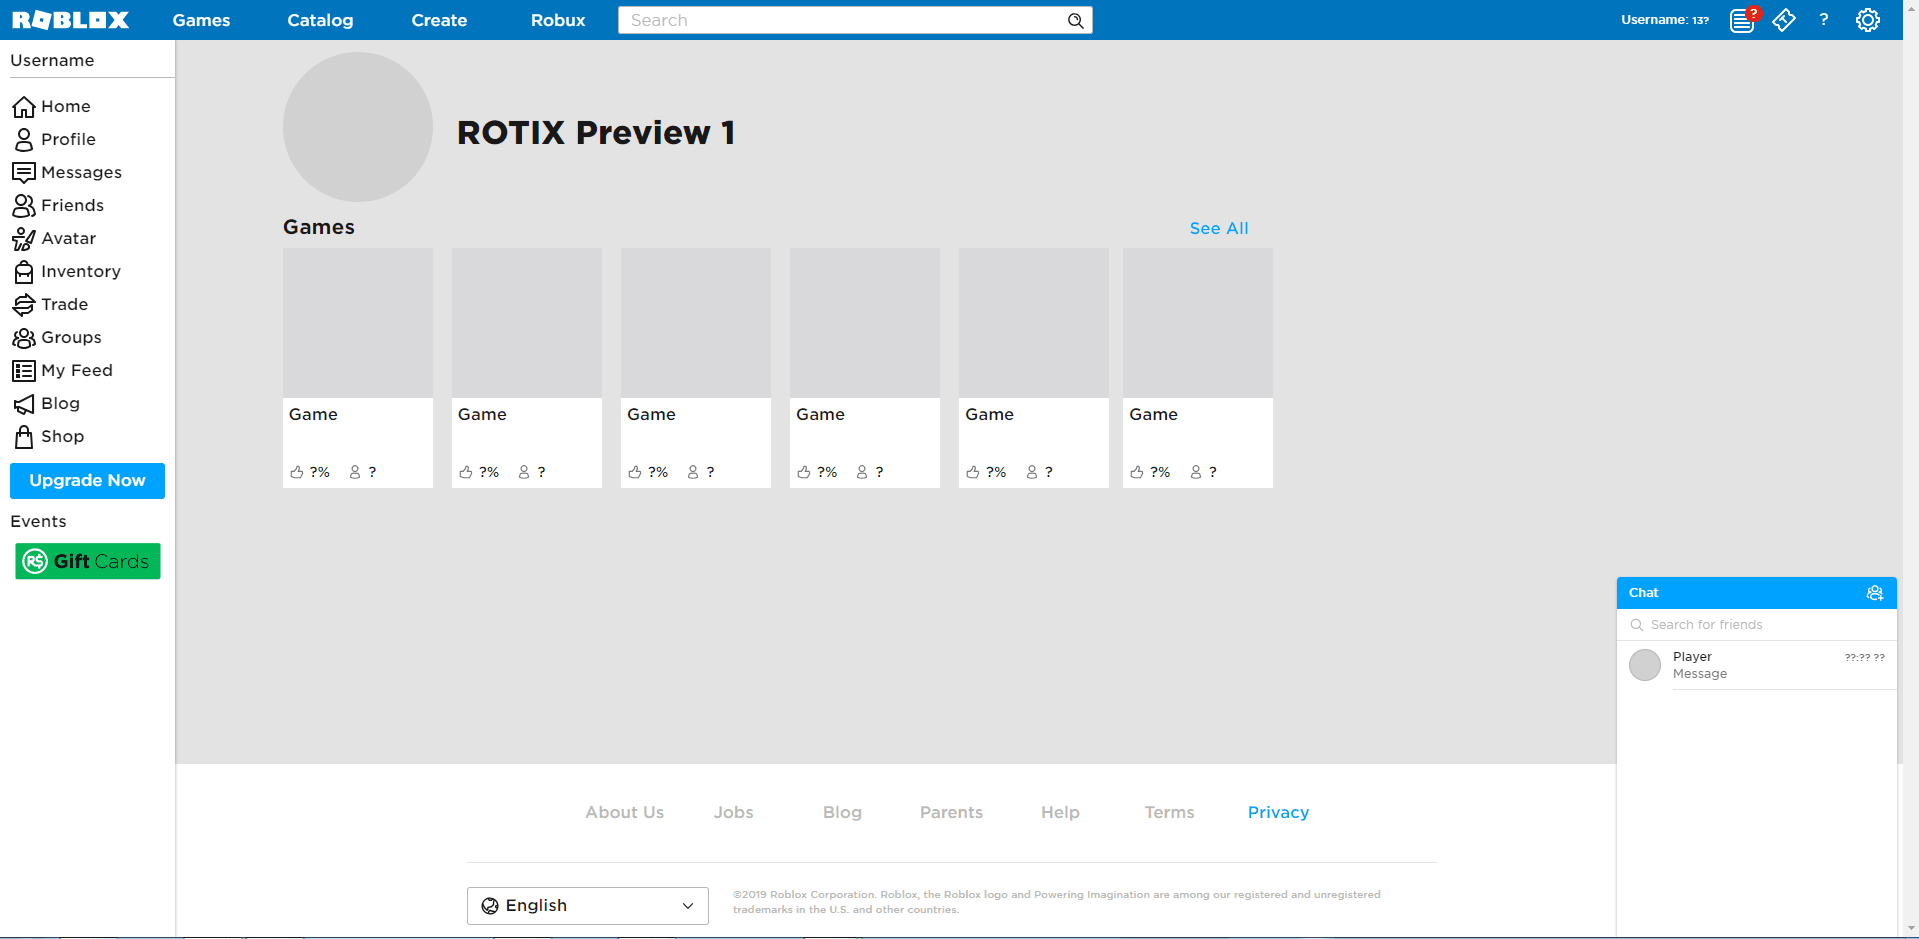 ROBLOX Games Catalog Create Robux Search Username: 13? ? ?
Username
Home
Profile
Messages
Friends
Avatar
Inventory
Trade
Groups
My Feed
Blog
Shop
Upgrade Now
Events
R$ Gift Cards
ROTIX Preview 1
Games See All
Game Game Game Game Game Game
?% ? ?% ? ?% ? ?% ? ?% ? ?% ?
Chat
Search for friends
Player ??:?? ??
Message
About Us Jobs Blog Parents Help Terms Privacy
English
©2019 Roblox Corporation. Roblox, the Roblox logo and Powering Imagination are among our registered and unregistered
trademarks in the U.S. and other countries.